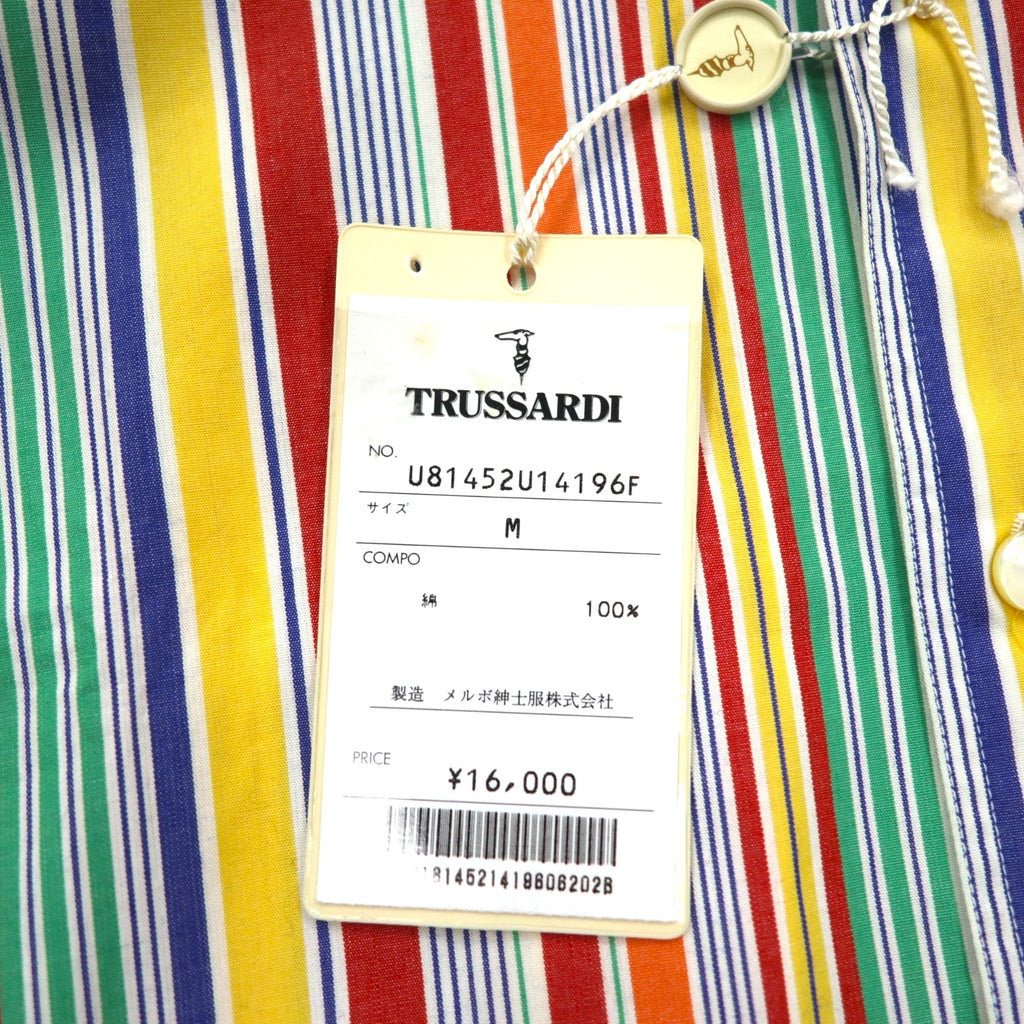 TRUSSARDI
NO.
U81452U14196F
サイズ
M
COMPO
綿 100%
製造 メルボ紳士服株式会社
PRICE
¥16,000
814521419606202B